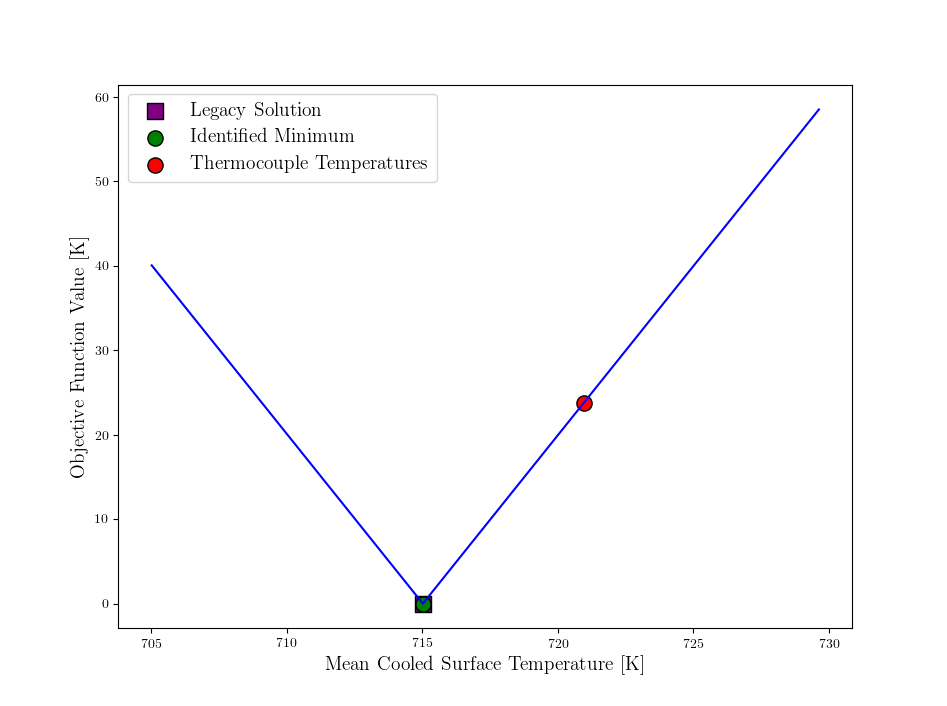 Legacy Solution
Identified Minimum
Thermocouple Temperatures
Objective Function Value [K]
60
50
40
30
20
10
0
705 710 715 720 725 730
Mean Cooled Surface Temperature [K]